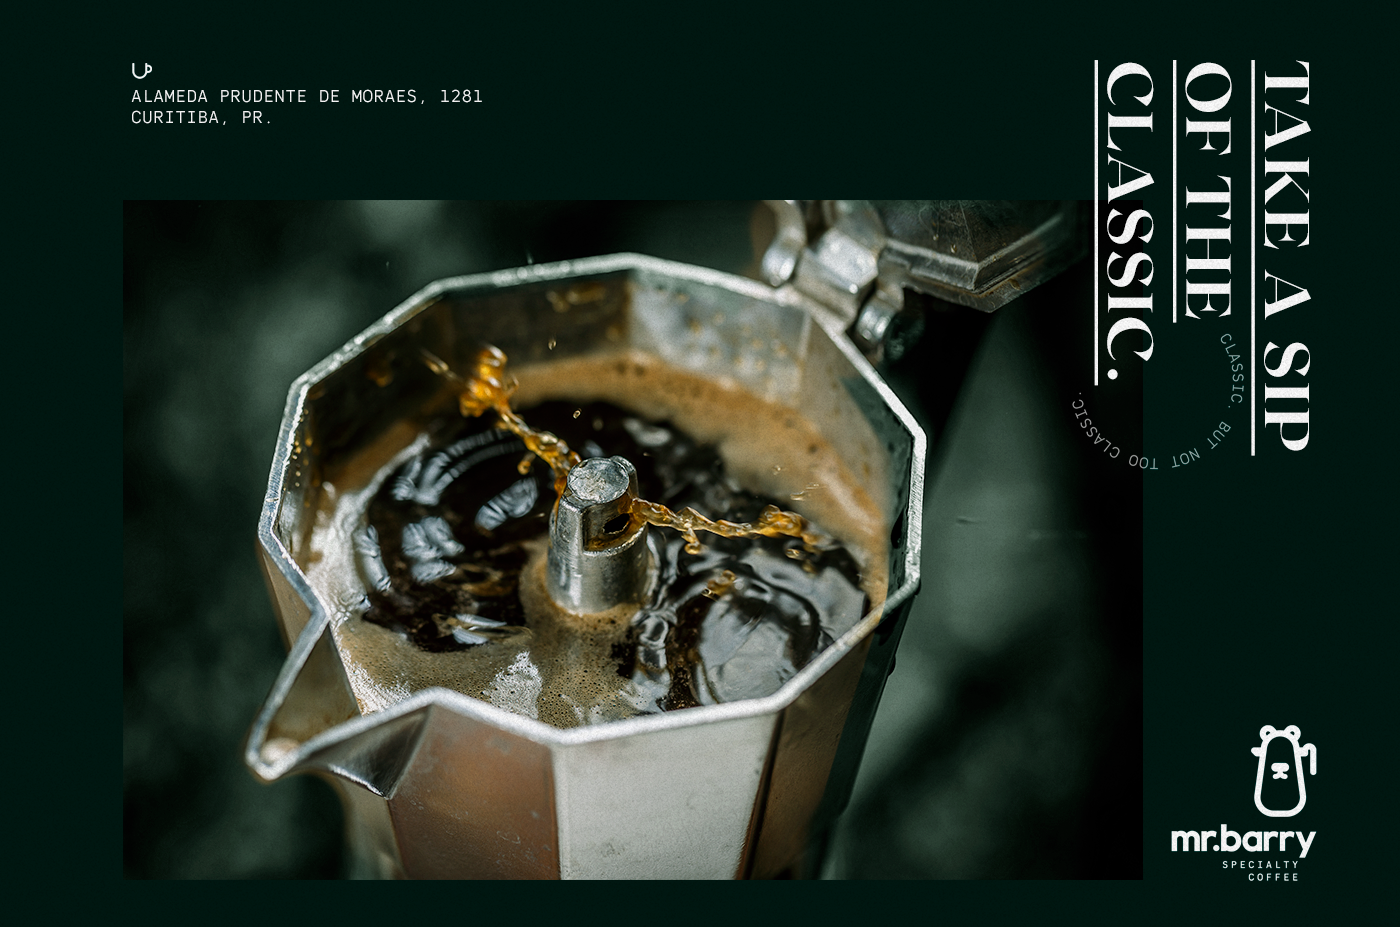 ALAMEDA PRUDENTE DE MORAES, 1281
CURITIBA, PR.
TAKE A SIP
OF THE
CLASSIC.
CLASSIC. BUT NOT TOO CLASSIC.
mr.barry
SPECIALTY
COFFEE